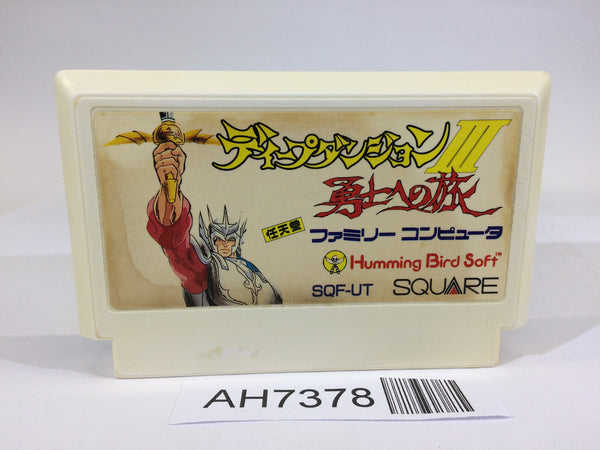 ディープダンジョンIII
勇士への旅
任天堂 ファミリー コンピュータ
Humming Bird Soft™
SQF-UT SQUARE
AH7378